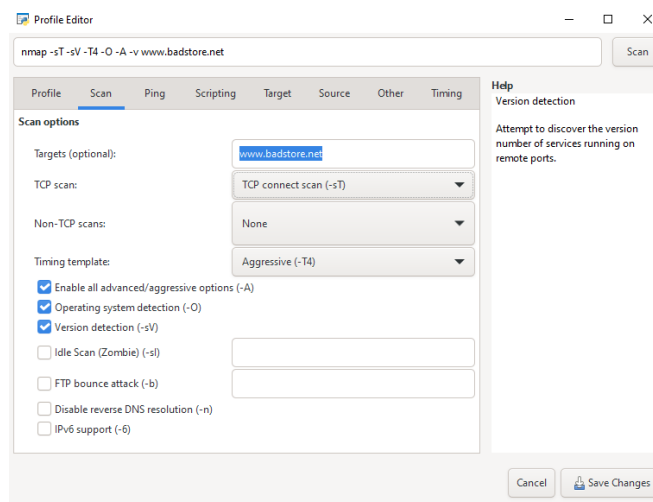 Profile Editor
nmap -sT -sV -T4 -O -A -v www.badstore.net
Scan
Profile Scan Ping Scripting Target Source Other Timing
Scan options
Targets (optional): www.badstore.net
TCP scan: TCP connect scan (-sT)
Non-TCP scans: None
Timing template: Aggressive (-T4)
Enable all advanced/aggressive options (-A)
Operating system detection (-O)
Version detection (-sV)
Idle Scan (Zombie) (-sI)
FTP bounce attack (-b)
Disable reverse DNS resolution (-n)
IPv6 support (-6)
Help
Version detection
Attempt to discover the version
number of services running on
remote ports.
Cancel
Save Changes